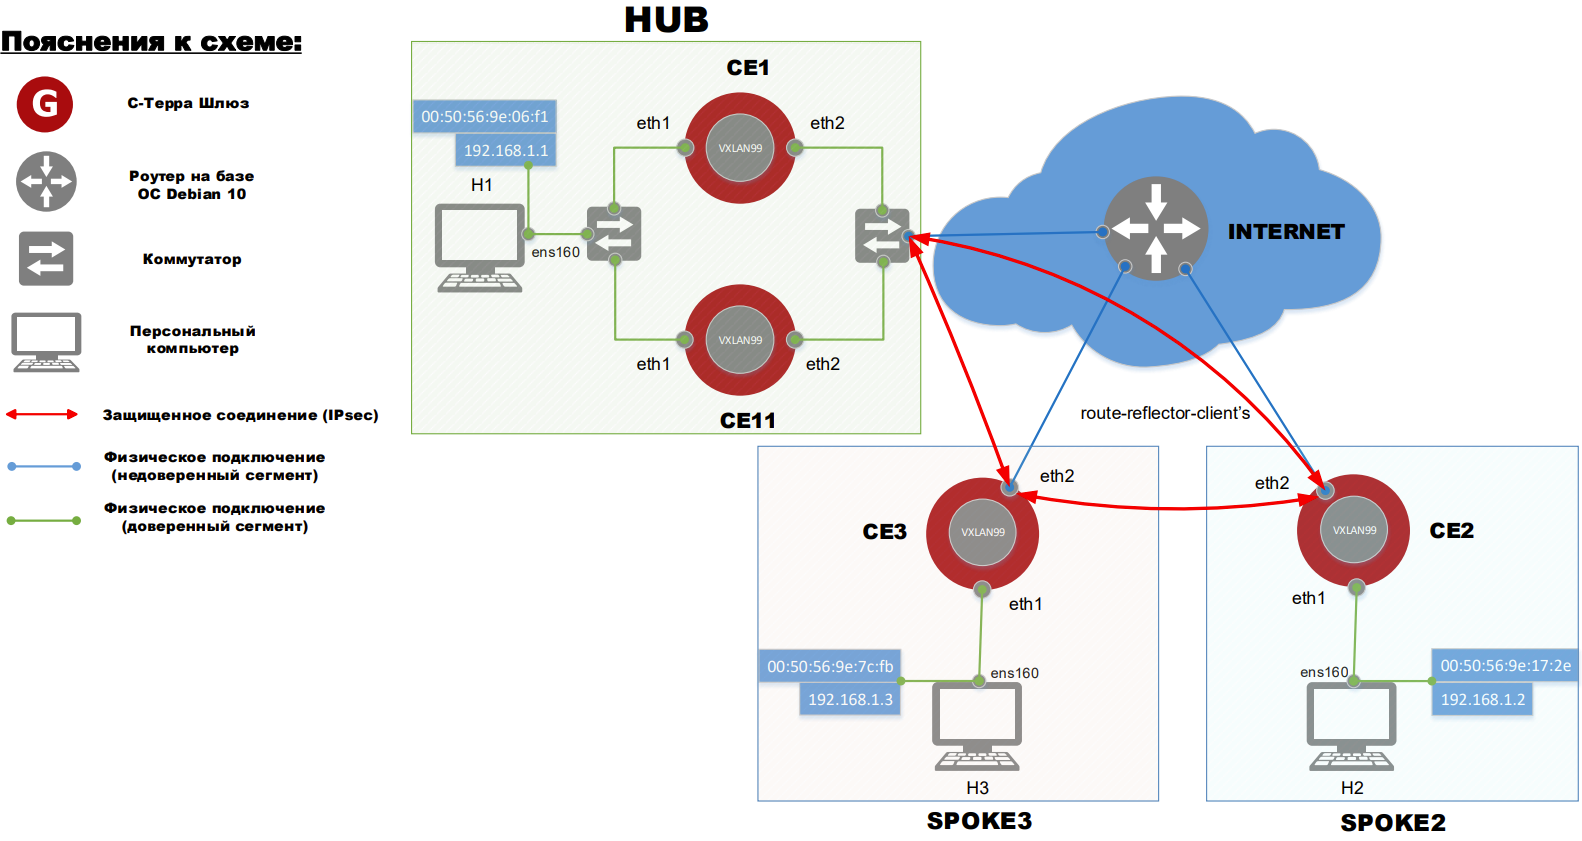 Пояснения к схеме:
G
С-Терра Шлюз
Роутер на базе
ОС Debian 10
Коммутатор
Персональный
компьютер
Защищенное соединение (IPsec)
Физическое подключение
(недоверенный сегмент)
Физическое подключение
(доверенный сегмент)
HUB
CE1
00:50:56:9e:06:f1
192.168.1.1
H1
ens160
eth1
VXLAN99
eth2
eth1
VXLAN99
eth2
CE11
INTERNET
route-reflector-client’s
eth2
CE3
VXLAN99
eth1
00:50:56:9e:7c:fb
192.168.1.3
ens160
H3
SPOKE3
eth2
VXLAN99
CE2
eth1
ens160
00:50:56:9e:17:2e
192.168.1.2
H2
SPOKE2